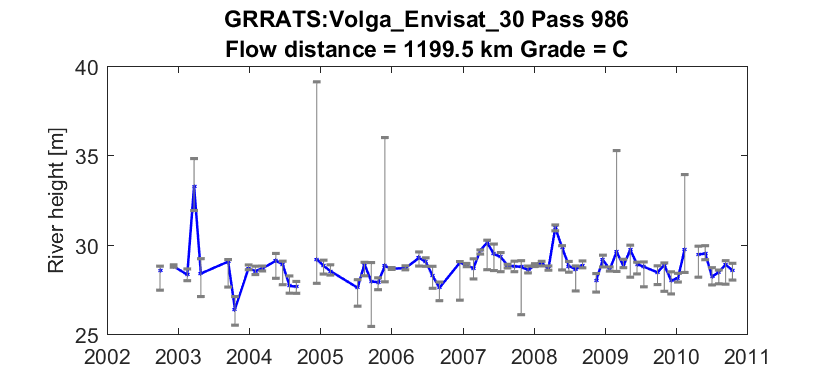 GRRATS:Volga_Envisat_30 Pass 986
Flow distance = 1199.5 km Grade = C
40
35
30
25
River height [m]
2002 2003 2004 2005 2006 2007 2008 2009 2010 2011